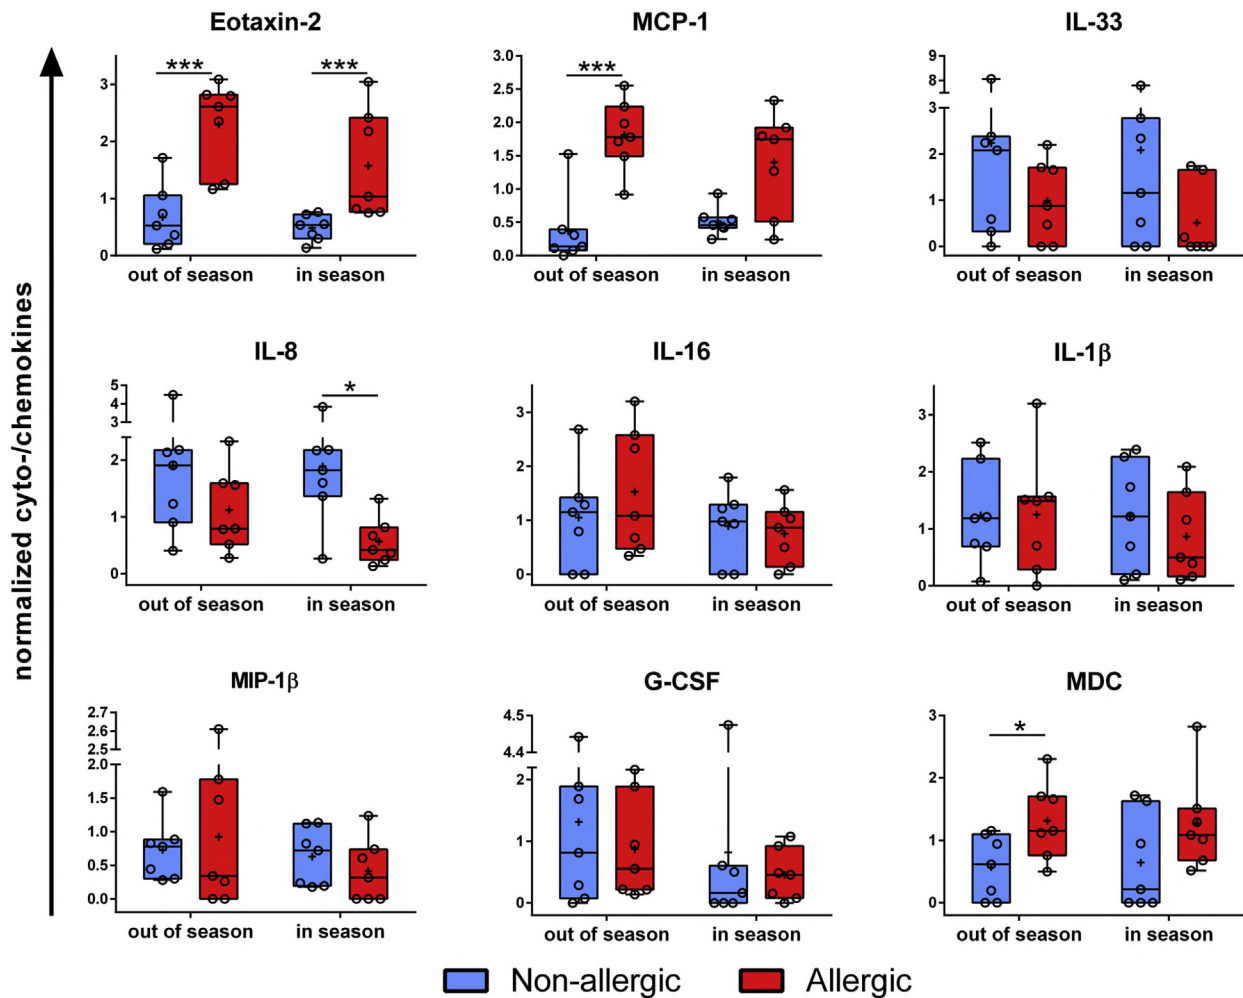 Eotaxin-2
MCP-1
IL-33
*** ***
***
3
2
1
0
3.0
2.5
2.0
1.5
1.0
0.5
0.0
9
8
7
3
2
1
0
out of season in season
out of season in season
out of season in season
normalized cyto-/chemokines
IL-8
IL-16
IL-1β
*
5
4
3
2
1
0
3
2
1
0
3
2
1
0
out of season in season
out of season in season
out of season in season
MIP-1β
G-CSF
MDC
*
2.7
2.6
2.5
2.0
1.5
1.0
0.5
0.0
4.5
4.4
2
1
0
3
2
1
0
out of season in season
out of season in season
out of season in season
Non-allergic Allergic